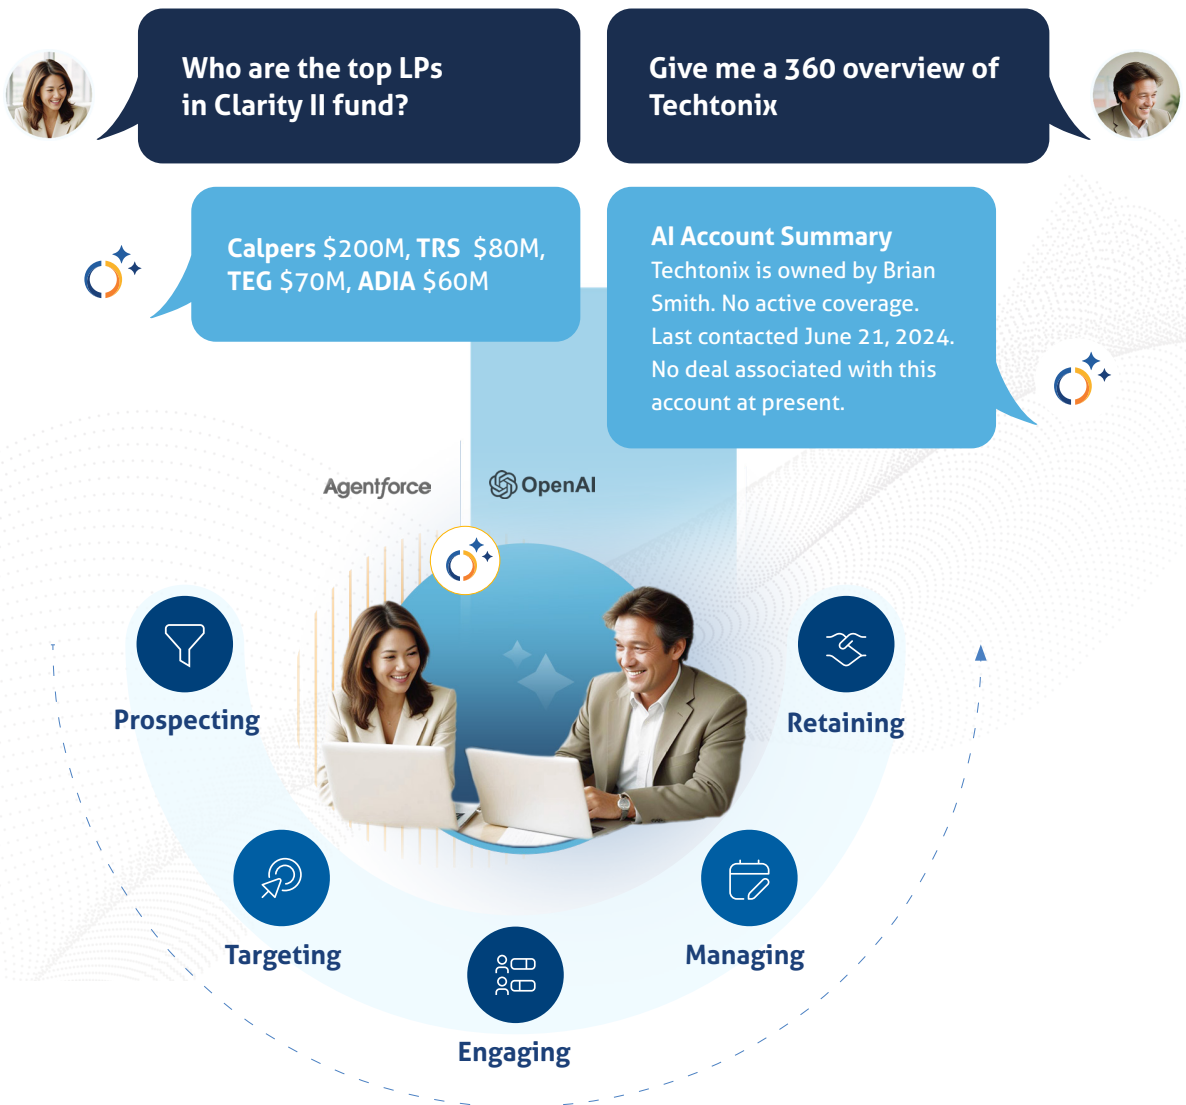 Who are the top LPs
in Clarity II fund?
Give me a 360 overview of
Techtonix
Calpers $200M, TRS $80M,
TEG $70M, ADIA $60M
AI Account Summary
Techtonix is owned by Brian
Smith. No active coverage.
Last contacted June 21, 2024.
No deal associated with this
account at present.
Agentforce
OpenAI
Prospecting
Retaining
Targeting
Managing
Engaging